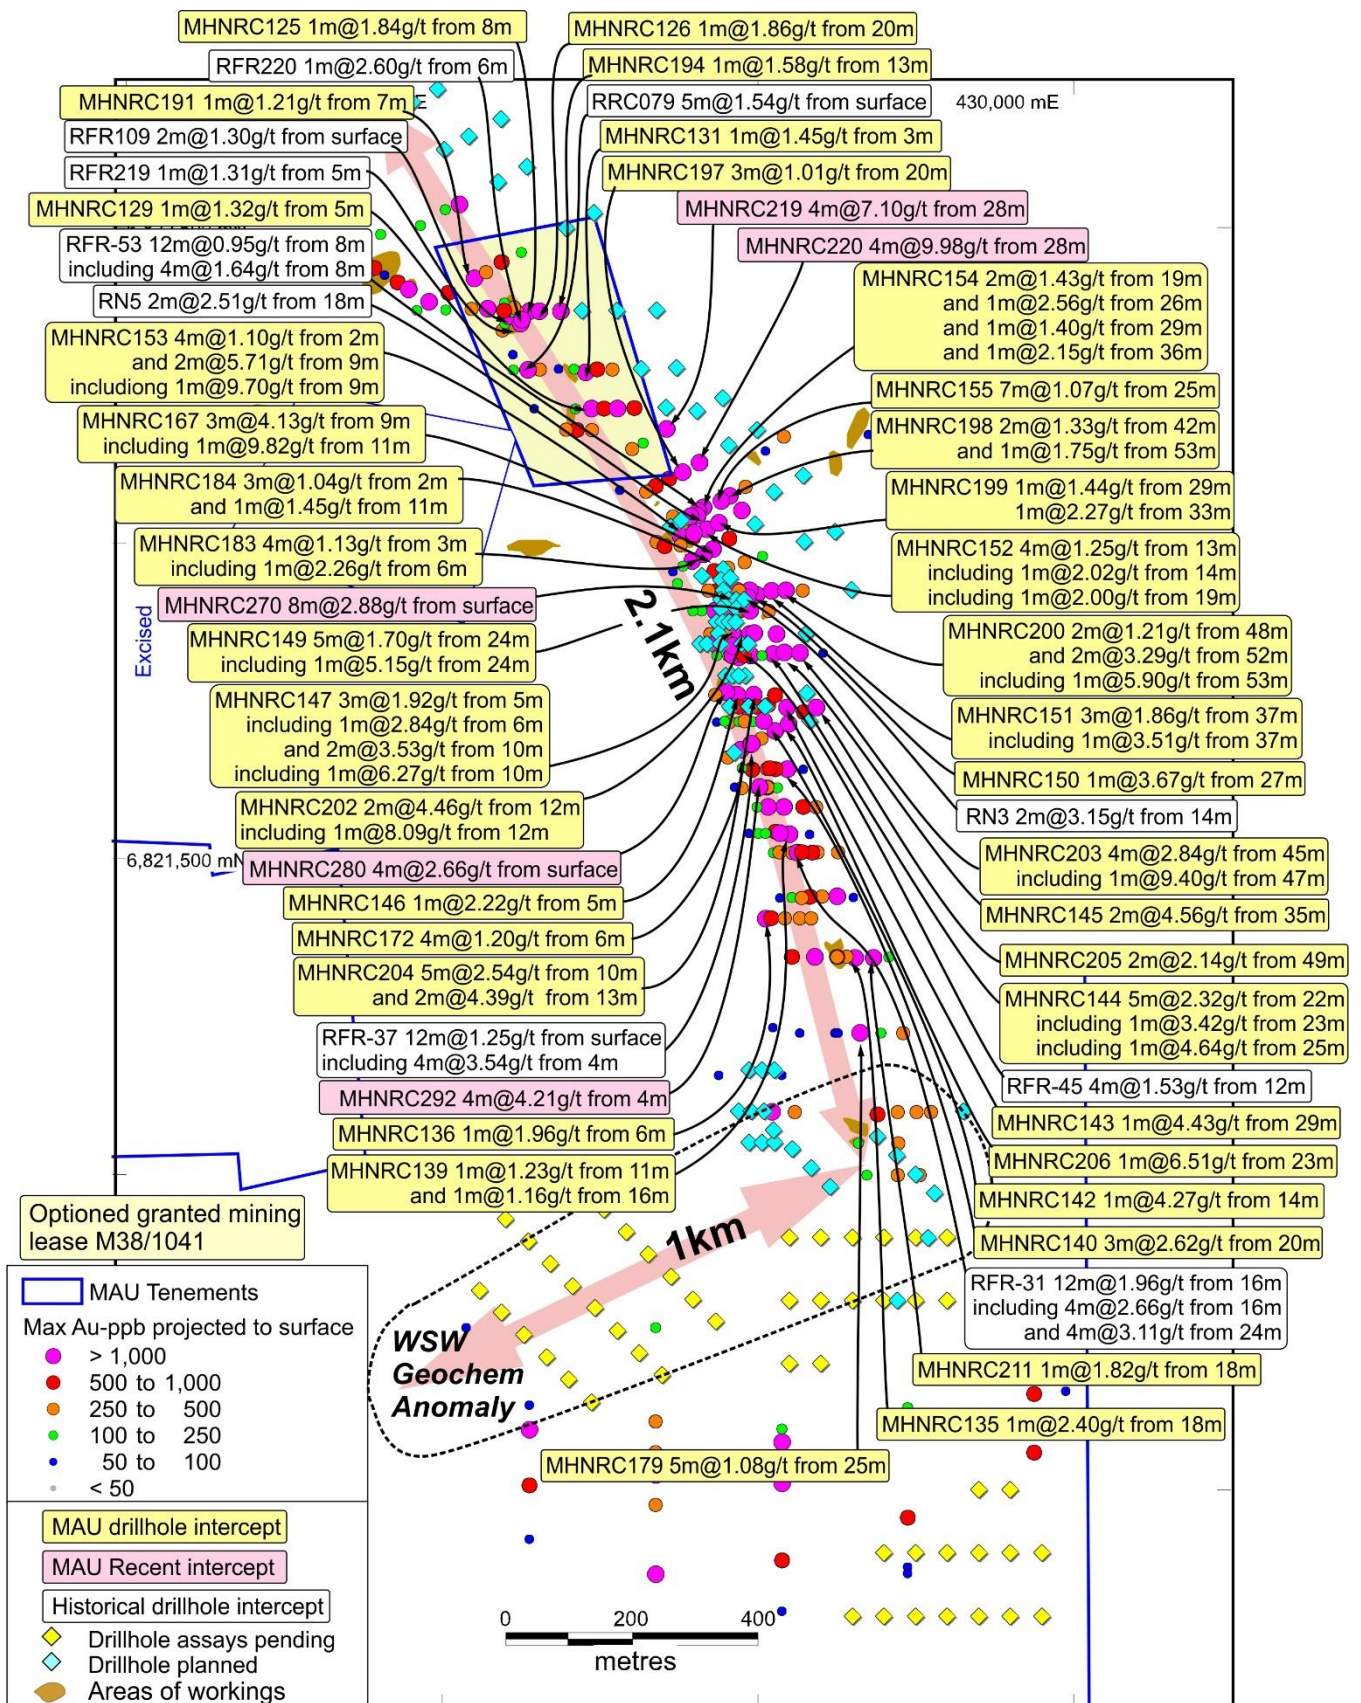 MHNRC125 1m@1.84g/t from 8m
MHNRC126 1m@1.86g/t from 20m
RFR220 1m@2.60g/t from 6m
MHNRC194 1m@1.58g/t from 13m
MHNRC191 1m@1.21g/t from 7m
E
RRC079 5m@1.54g/t from surface
430,000 mE
RFR109 2m@1.30g/t from surface
MHNRC131 1m@1.45g/t from 3m
RFR219 1m@1.31g/t from 5m
MHNRC197 3m@1.01g/t from 20m
MHNRC129 1m@1.32g/t from 5m
MHNRC219 4m@7.10g/t from 28m
RFR-53 12m@0.95g/t from 8m
including 4m@1.64g/t from 8m
MHNRC220 4m@9.98g/t from 28m
RN5 2m@2.51g/t from 18m
MHNRC154 2m@1.43g/t from 19m
and 1m@2.56g/t from 26m
and 1m@1.40g/t from 29m
and 1m@2.15g/t from 36m
MHNRC153 4m@1.10g/t from 2m
and 2m@5.71g/t from 9m
includiong 1m@9.70g/t from 9m
MHNRC155 7m@1.07g/t from 25m
MHNRC167 3m@4.13g/t from 9m
including 1m@9.82g/t from 11m
MHNRC198 2m@1.33g/t from 42m
and 1m@1.75g/t from 53m
MHNRC184 3m@1.04g/t from 2m
and 1m@1.45g/t from 11m
MHNRC199 1m@1.44g/t from 29m
1m@2.27g/t from 33m
MHNRC183 4m@1.13g/t from 3m
including 1m@2.26g/t from 6m
MHNRC152 4m@1.25g/t from 13m
including 1m@2.02g/t from 14m
including 1m@2.00g/t from 19m
MHNRC270 8m@2.88g/t from surface
Excised
2.1km
MHNRC149 5m@1.70g/t from 24m
including 1m@5.15g/t from 24m
MHNRC200 2m@1.21g/t from 48m
and 2m@3.29g/t from 52m
including 1m@5.90g/t from 53m
MHNRC147 3m@1.92g/t from 5m
including 1m@2.84g/t from 6m
and 2m@3.53g/t from 10m
including 1m@6.27g/t from 10m
MHNRC151 3m@1.86g/t from 37m
including 1m@3.51g/t from 37m
MHNRC150 1m@3.67g/t from 27m
MHNRC202 2m@4.46g/t from 12m
including 1m@8.09g/t from 12m
RN3 2m@3.15g/t from 14m
6,821,500 mN
MHNRC280 4m@2.66g/t from surface
MHNRC203 4m@2.84g/t from 45m
including 1m@9.40g/t from 47m
MHNRC146 1m@2.22g/t from 5m
MHNRC145 2m@4.56g/t from 35m
MHNRC172 4m@1.20g/t from 6m
MHNRC205 2m@2.14g/t from 49m
MHNRC204 5m@2.54g/t from 10m
and 2m@4.39g/t from 13m
MHNRC144 5m@2.32g/t from 22m
including 1m@3.42g/t from 23m
including 1m@4.64g/t from 25m
RFR-37 12m@1.25g/t from surface
including 4m@3.54g/t from 4m
RFR-45 4m@1.53g/t from 12m
MHNRC292 4m@4.21g/t from 4m
MHNRC143 1m@4.43g/t from 29m
MHNRC136 1m@1.96g/t from 6m
MHNRC206 1m@6.51g/t from 23m
MHNRC139 1m@1.23g/t from 11m
and 1m@1.16g/t from 16m
MHNRC142 1m@4.27g/t from 14m
MHNRC140 3m@2.62g/t from 20m
1km
RFR-31 12m@1.96g/t from 16m
including 4m@2.66g/t from 16m
and 4m@3.11g/t from 24m
MHNRC211 1m@1.82g/t from 18m
MHNRC135 1m@2.40g/t from 18m
MHNRC179 5m@1.08g/t from 25m
WSW
Geochem
Anomaly
Optioned granted mining
lease M38/1041
MAU Tenements
Max Au-ppb projected to surface
> 1,000
500 to 1,000
250 to 500
100 to 250
50 to 100
< 50
MAU drillhole intercept
MAU Recent intercept
Historical drillhole intercept
Drillhole assays pending
Drillhole planned
Areas of workings
0 200 400
metres